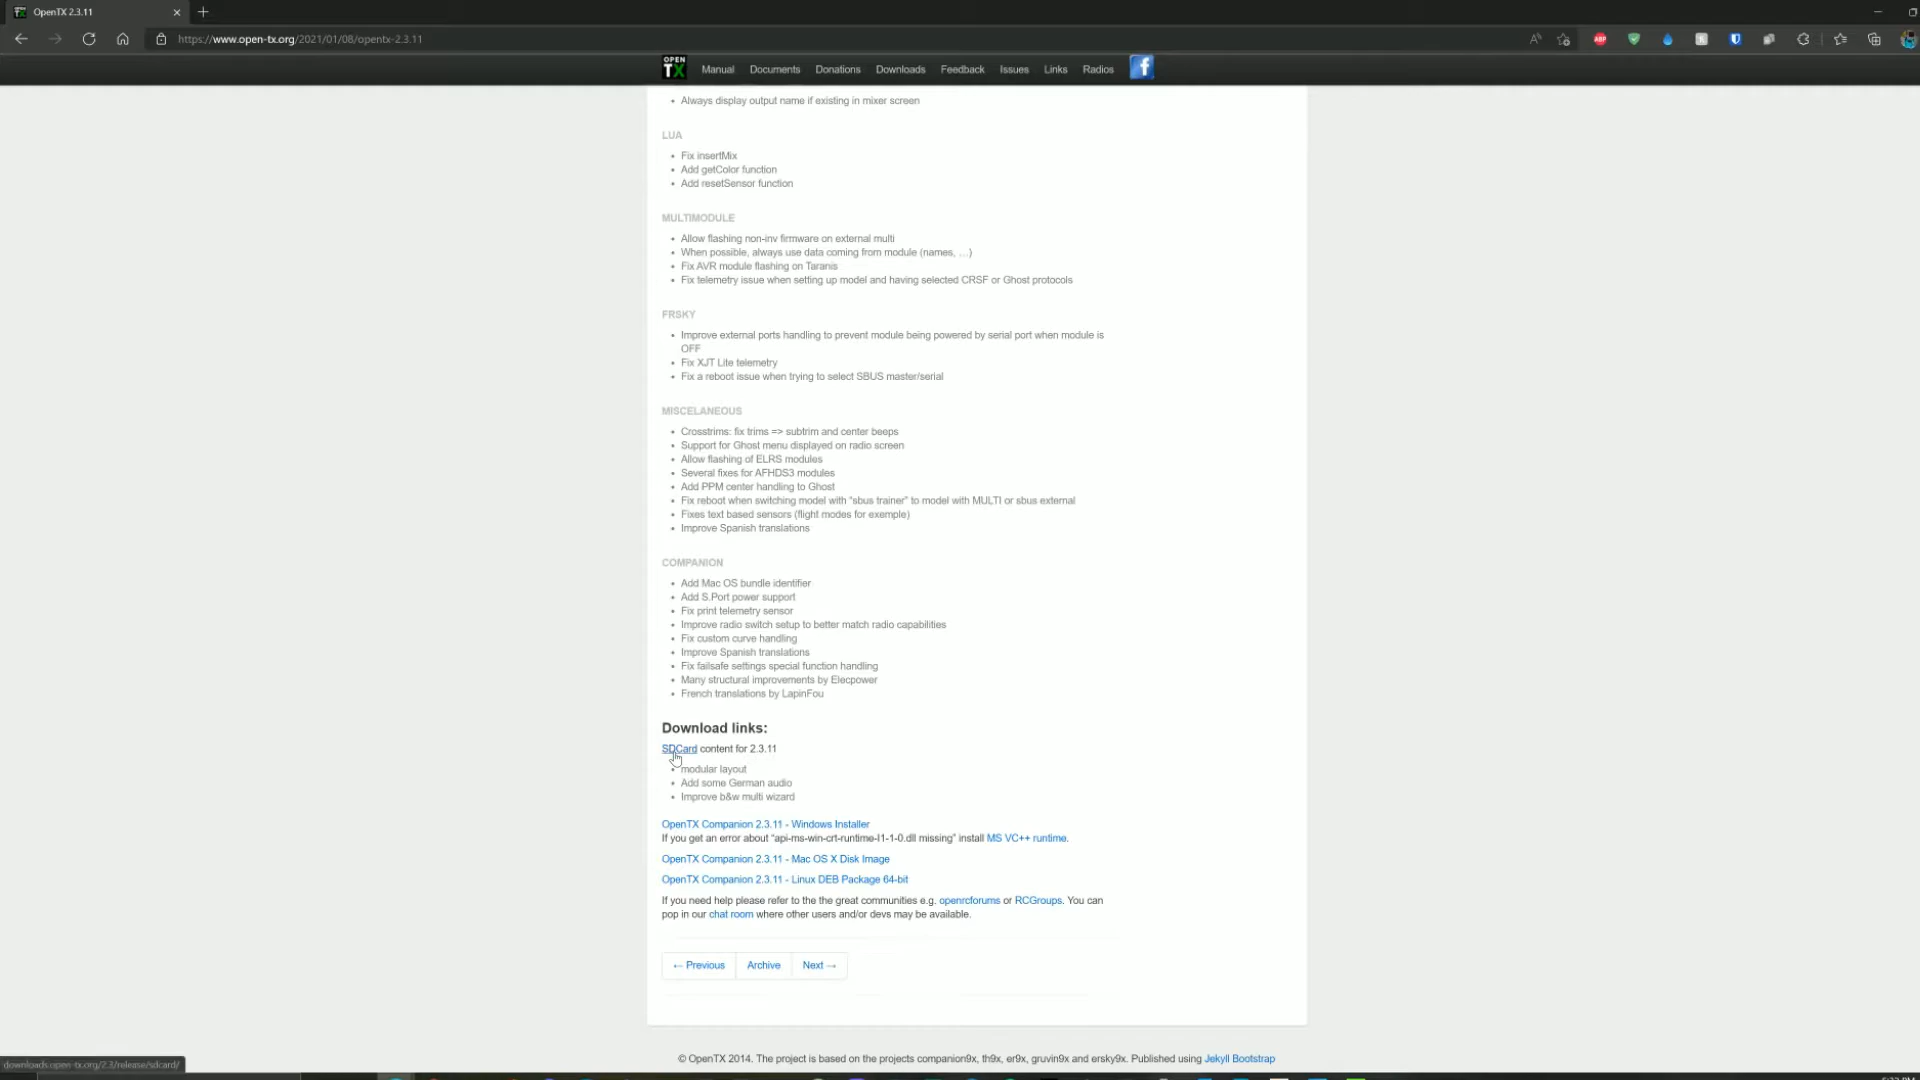 OpenTX 2.3.11
https://www.open-tx.org/2021/01/08/opentx-2.3.11
OPEN TX Manual Documents Donations Downloads Feedback Issues Links Radios
Always display output name if existing in mixer screen
LUA
Fix insertMix
Add getColor function
Add resetSensor function
MULTIMODULE
Allow flashing non-inv firmware on external multi
When possible, always use data coming from module (names, …)
Fix AVR module flashing on Taranis
Fix telemetry issue when setting up model and having selected CRSF or Ghost protocols
FRSKY
Improve external ports handling to prevent module being powered by serial port when module is
OFF
Fix XJT Lite telemetry
Fix a reboot issue when trying to select SBUS master/serial
MISCELANEOUS
Crosstrims: fix trims => subtrim and center beeps
Support for Ghost menu displayed on radio screen
Allow flashing of ELRS modules
Several fixes for AFHDS3 modules
Add PPM center handling to Ghost
Fix reboot when switching model with “sbus trainer” to model with MULTI or sbus external
Fixes text based sensors (flight modes for exemple)
Improve Spanish translations
COMPANION
Add Mac OS bundle identifier
Add S.Port power support
Fix print telemetry sensor
Improve radio switch setup to better match radio capabilities
Fix custom curve handling
Improve Spanish translations
Fix failsafe settings special function handling
Many structural improvements by Elecpower
French translations by LapinFou
Download links:
SDCard content for 2.3.11
modular layout
Add some German audio
Improve b&w multi wizard
OpenTX Companion 2.3.11 - Windows Installer
If you get an error about “api-ms-win-crt-runtime-l1-1-0.dll missing” install MS VC++ runtime.
OpenTX Companion 2.3.11 - Mac OS X Disk Image
OpenTX Companion 2.3.11 - Linux DEB Package 64-bit
If you need help please refer to the the great communities e.g. openrcforums or RCGroups. You can
pop in our chat room where other users and/or devs may be available.
← Previous Archive Next →
© OpenTX 2014. The project is based on the projects companion9x, th9x, er9x, gruvin9x and ersky9x. Published using Jekyll Bootstrap
downloads.open-tx.org/2.3/release/sdcard/